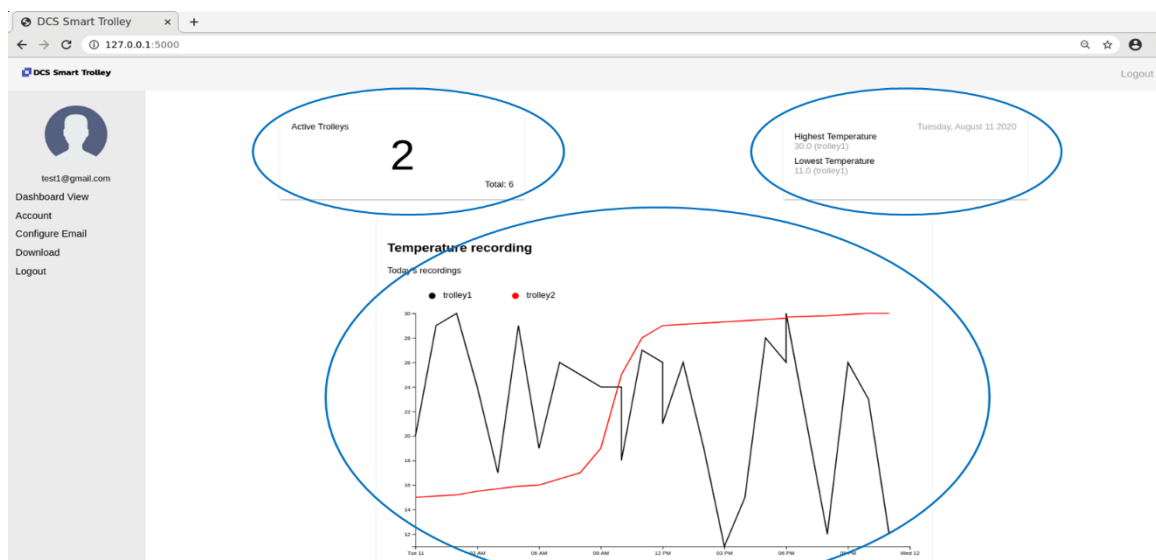 DCS Smart Trolley
127.0.0.1:5000
DCS Smart Trolley
Logout
test1@gmail.com
Dashboard View
Account
Configure Email
Download
Logout
Active Trolleys
2
Total: 6
Tuesday, August 11 2020
Highest Temperature
30.0 (trolley1)
Lowest Temperature
11.0 (trolley1)
Temperature recording
Today's recordings
trolley1 trolley2
30
28
26
24
22
20
18
16
14
12
Tue 11 03 AM 06 AM 09 AM 12 PM 03 PM 06 PM 09 PM Wed 12